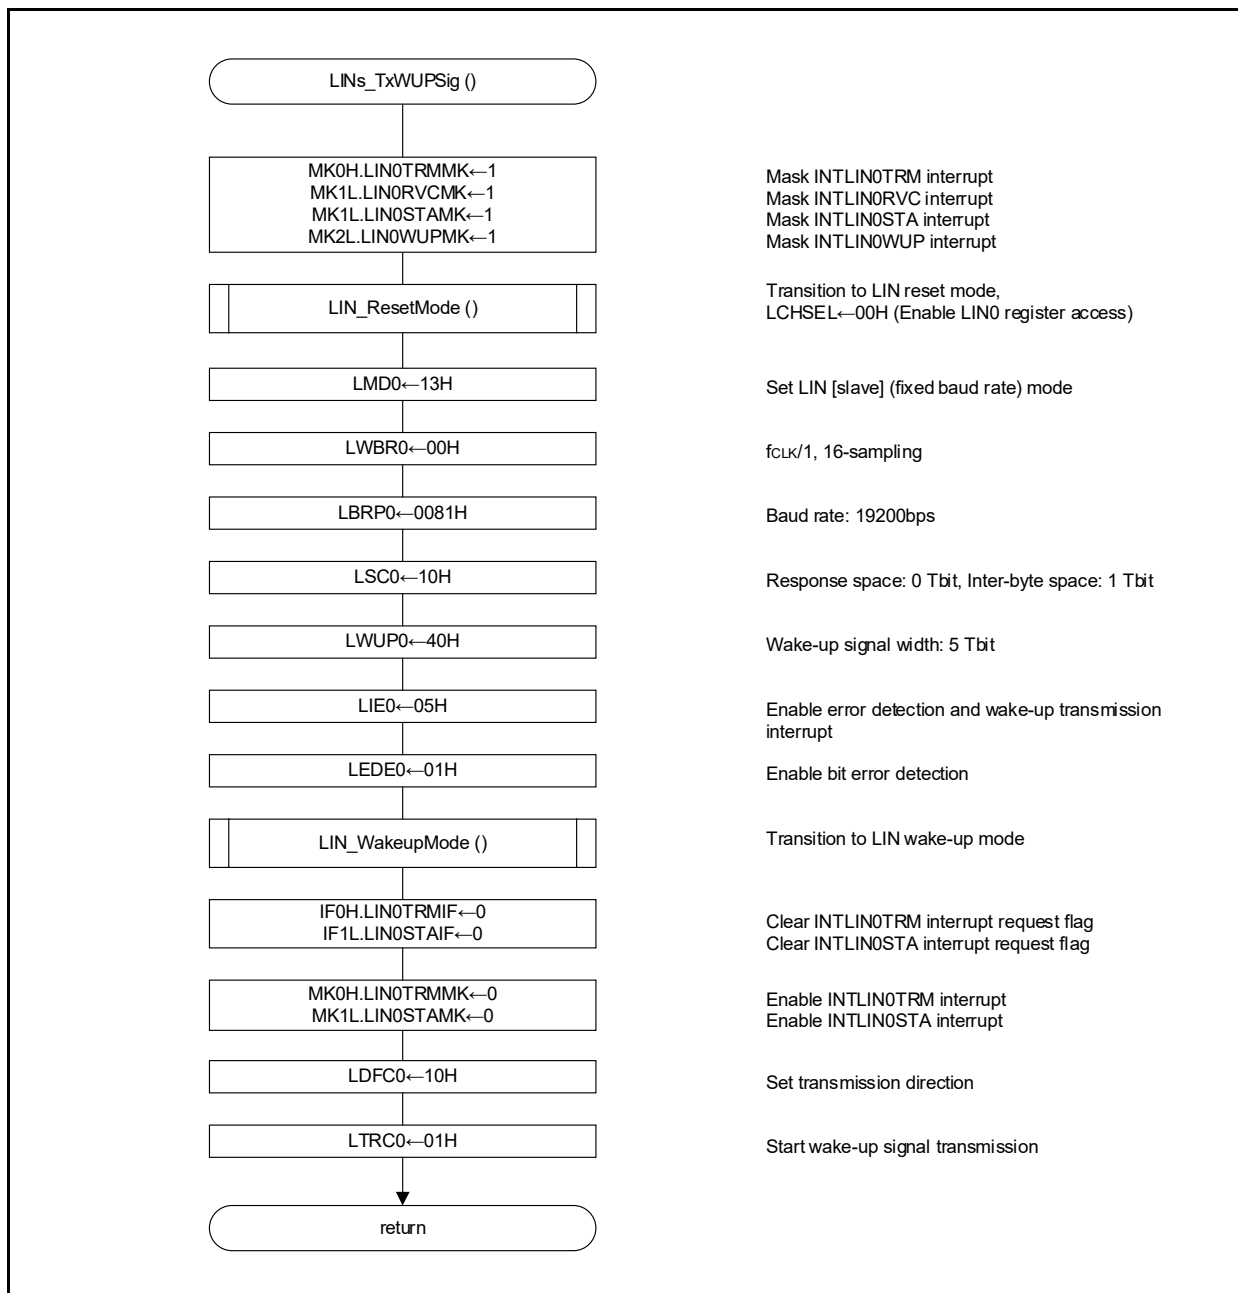 LINs_TxWUPSig ()
MK0H.LIN0TRMMK←1
MK1L.LIN0RVCMK←1
MK1L.LIN0STAMK←1
MK2L.LIN0WUPMK←1
Mask INTLIN0TRM interrupt
Mask INTLIN0RVC interrupt
Mask INTLIN0STA interrupt
Mask INTLIN0WUP interrupt
LIN_ResetMode ()
Transition to LIN reset mode,
LCHSEL←00H (Enable LIN0 register access)
LMD0←13H
Set LIN [slave] (fixed baud rate) mode
LWBR0←00H
fCLK/1, 16-sampling
LBRP0←0081H
Baud rate: 19200bps
LSC0←10H
Response space: 0 Tbit, Inter-byte space: 1 Tbit
LWUP0←40H
Wake-up signal width: 5 Tbit
LIE0←05H
Enable error detection and wake-up transmission
interrupt
LEDE0←01H
Enable bit error detection
LIN_WakeupMode ()
Transition to LIN wake-up mode
IF0H.LIN0TRMIF←0
IF1L.LIN0STAIF←0
Clear INTLIN0TRM interrupt request flag
Clear INTLIN0STA interrupt request flag
MK0H.LIN0TRMMK←0
MK1L.LIN0STAMK←0
Enable INTLIN0TRM interrupt
Enable INTLIN0STA interrupt
LDFC0←10H
Set transmission direction
LTRC0←01H
Start wake-up signal transmission
return